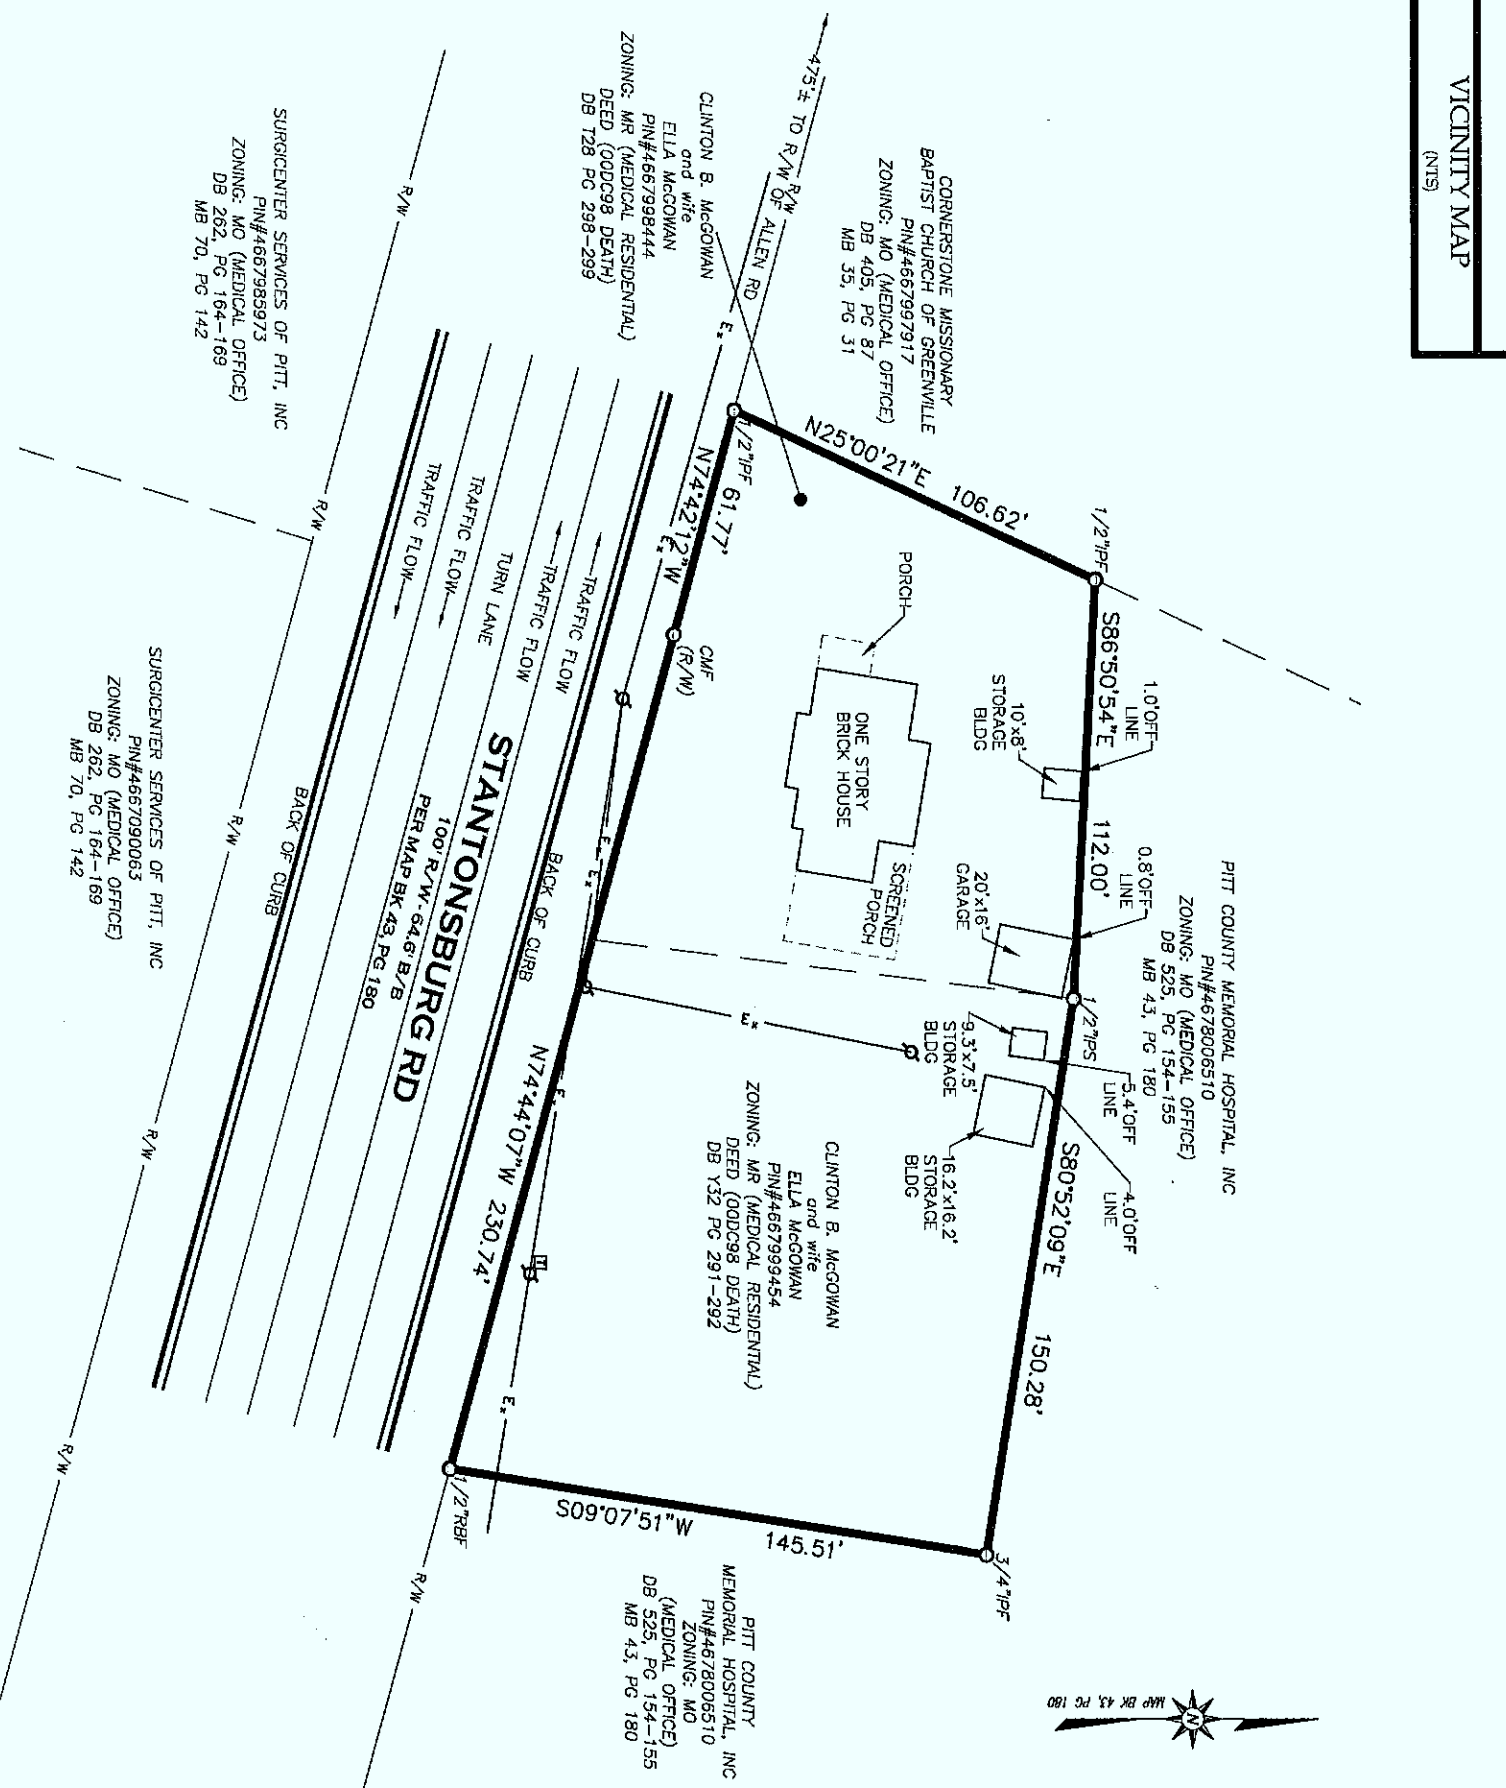 VICINITY MAP
(NTS)
475'± TO R/W OF ALLEN RD
R/W
CORNERSTONE MISSIONARY
BAPTIST CHURCH OF GREENVILLE
PIN#4667997917
ZONING: MO (MEDICAL OFFICE)
DB 405, PG 87
MB 35, PG 31
CLINTON B. McGOWAN
and wife
ELLA McGOWAN
PIN#4667998444
ZONING: MR (MEDICAL RESIDENTIAL)
DEED (00DC98 DEATH)
DB T28 PG 298-299
SURGICENTER SERVICES OF PITT, INC
PIN#4667985973
ZONING: MO (MEDICAL OFFICE)
DB 262, PG 164-169
MB 70, PG 142
R/W
R/W
R/W
R/W
R/W
R/W
1/2"IPF
N25°00'21"E 106.62'
1/2"IPF
S86°50'54"E 112.00'
1.0'OFF
LINE
10'x8'
STORAGE
BLDG
0.8'OFF
LINE
20'x16'
GARAGE
PORCH
ONE STORY
BRICK HOUSE
SCREENED
PORCH
N74°42'12"W 61.77'
CMF
(R/W)
E
E
E
E
E
E
E
TRAFFIC FLOW
TRAFFIC FLOW
TURN LANE
TRAFFIC FLOW
TRAFFIC FLOW
STANTONSBURG RD
100' R/W-64.6' B/B
PER MAP BK 43, PG 180
BACK OF CURB
BACK OF CURB
SURGICENTER SERVICES OF PITT, INC
PIN#4667090063
ZONING: MO (MEDICAL OFFICE)
DB 262, PG 164-169
MB 70, PG 142
PITT COUNTY MEMORIAL HOSPITAL, INC
PIN#4678006510
ZONING: MO (MEDICAL OFFICE)
DB 525, PG 154-155
MB 43, PG 180
1/2"IPS
9.3'x7.5'
STORAGE
BLDG
5.4'OFF
LINE
16.2'x16.2'
STORAGE
BLDG
4.0'OFF
LINE
S80°52'09"E 150.28'
CLINTON B. McGOWAN
and wife
ELLA McGOWAN
PIN#4667999454
ZONING: MR (MEDICAL RESIDENTIAL)
DEED (00DC98 DEATH)
DB Y32 PG 291-292
N74°44'07"W 230.74'
T
1/2"RBF
S09°07'51"W 145.51'
3/4"IPF
PITT COUNTY
MEMORIAL HOSPITAL, INC
PIN#4678006510
ZONING: MO
(MEDICAL OFFICE)
DB 525, PG 154-155
MB 43, PG 180
N
MAP BK 43, PG 180